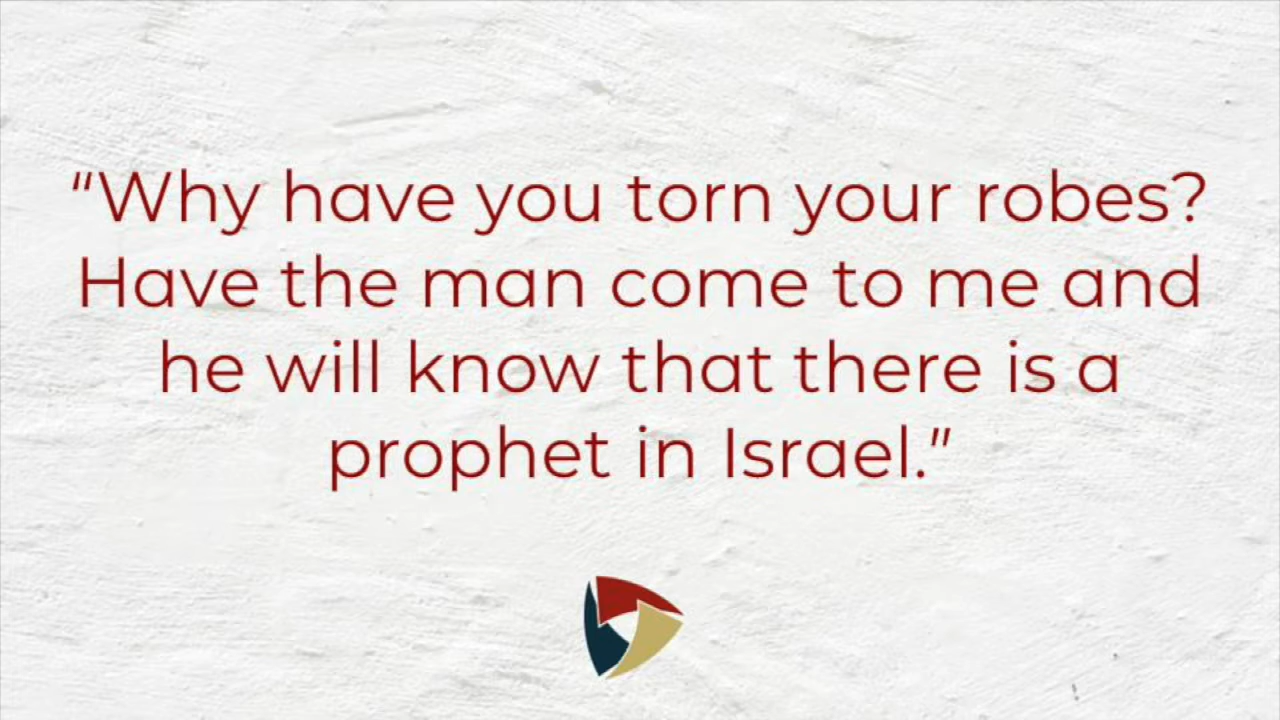 “Why have you torn your robes?
Have the man come to me and
he will know that there is a
prophet in Israel.”